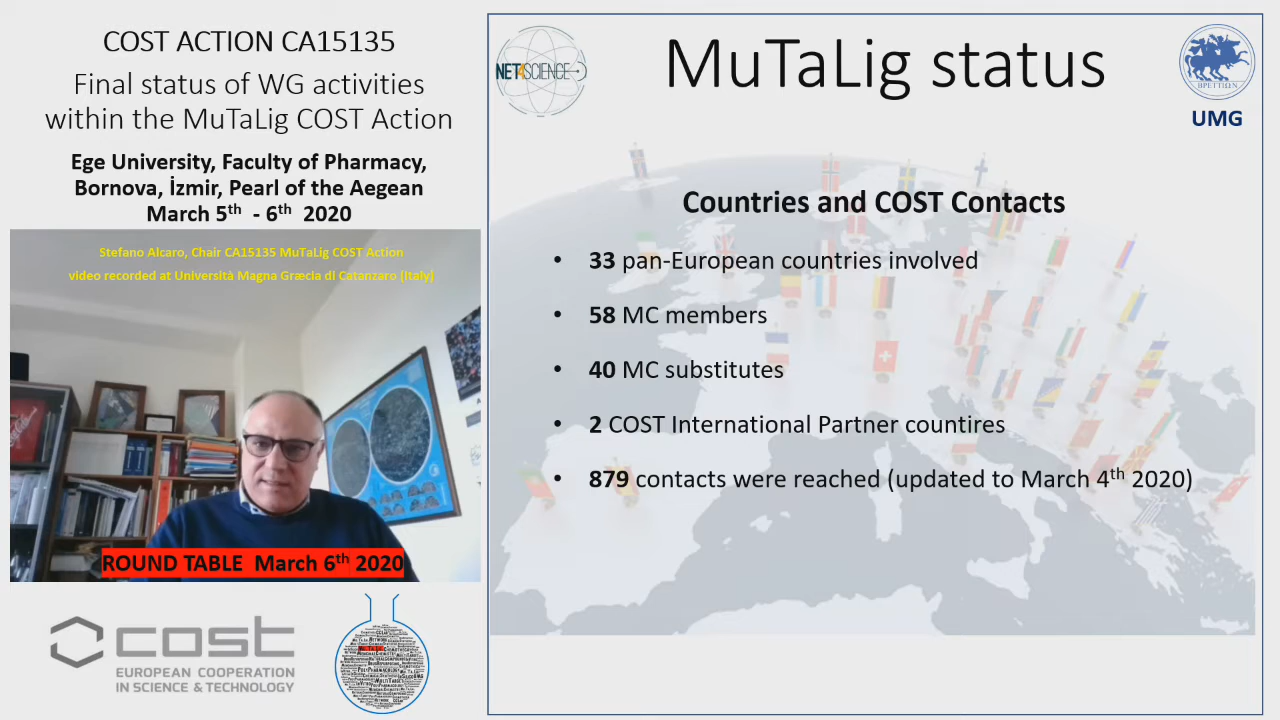 COST ACTION CA15135
Final status of WG activities
within the MuTaLig COST Action
Ege University, Faculty of Pharmacy,
Bornova, İzmir, Pearl of the Aegean
March 5th - 6th 2020
Stefano Alcaro, Chair CA15135 MuTaLig COST Action
video recorded at Università Magna Græcia di Catanzaro (Italy)
ROUND TABLE March 6th 2020
cost
EUROPEAN COOPERATION
IN SCIENCE & TECHNOLOGY
NET4SCIENCE
MuTaLig status
ΒΡΕΤΤΙΩΝ
UMG
Countries and COST Contacts
• 33 pan-European countries involved
• 58 MC members
• 40 MC substitutes
• 2 COST International Partner countires
• 879 contacts were reached (updated to March 4th 2020)